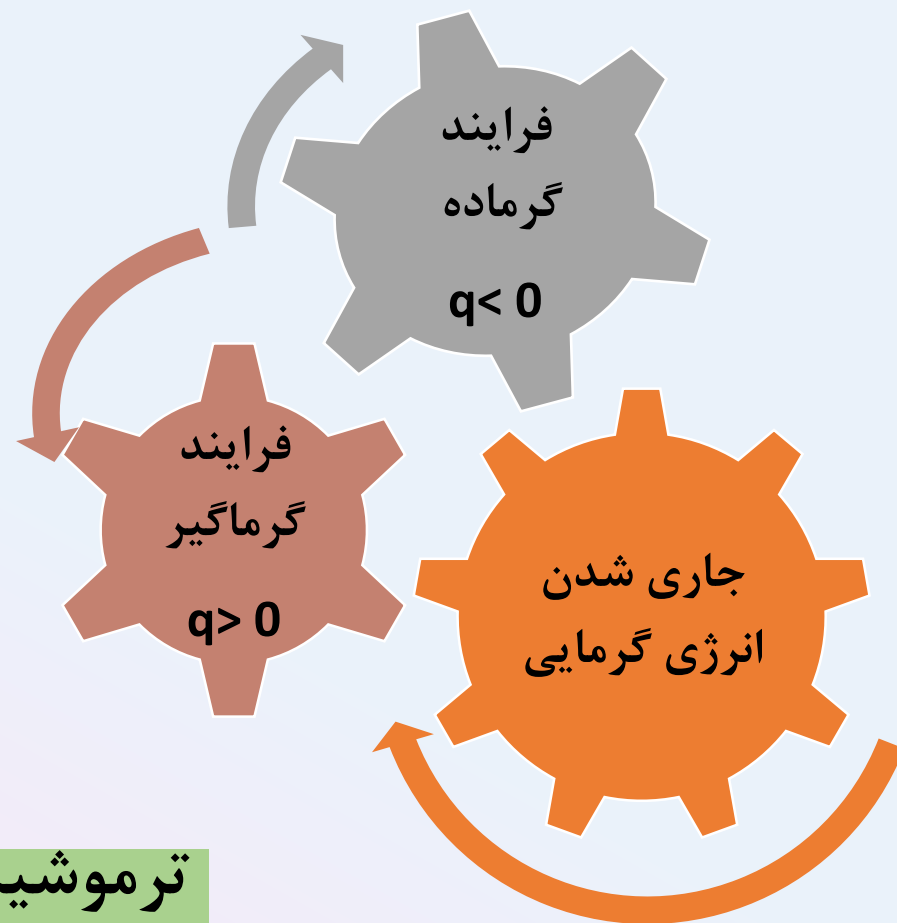 فرایند
گرماده
q< 0
فرایند
گرماگیر
q> 0
جاری شدن
انرژی گرمایی